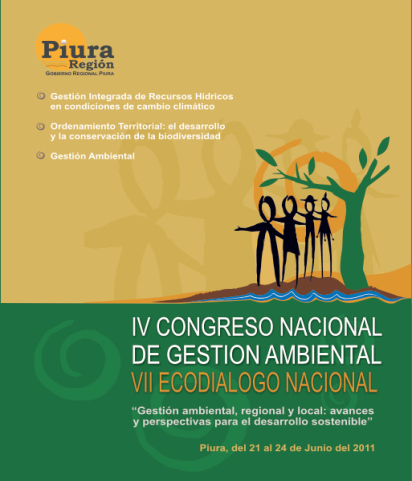 Piura
Región
GOBIERNO REGIONAL PIURA
Gestión Integrada de Recursos Hídricos
en condiciones de cambio climático
Ordenamiento Territorial: el desarrollo
y la conservación de la biodiversidad
Gestión Ambiental
IV CONGRESO NACIONAL
DE GESTION AMBIENTAL
VII ECODIALOGO NACIONAL
“Gestión ambiental, regional y local: avances
y perspectivas para el desarrollo sostenible”
Piura, del 21 al 24 de Junio del 2011